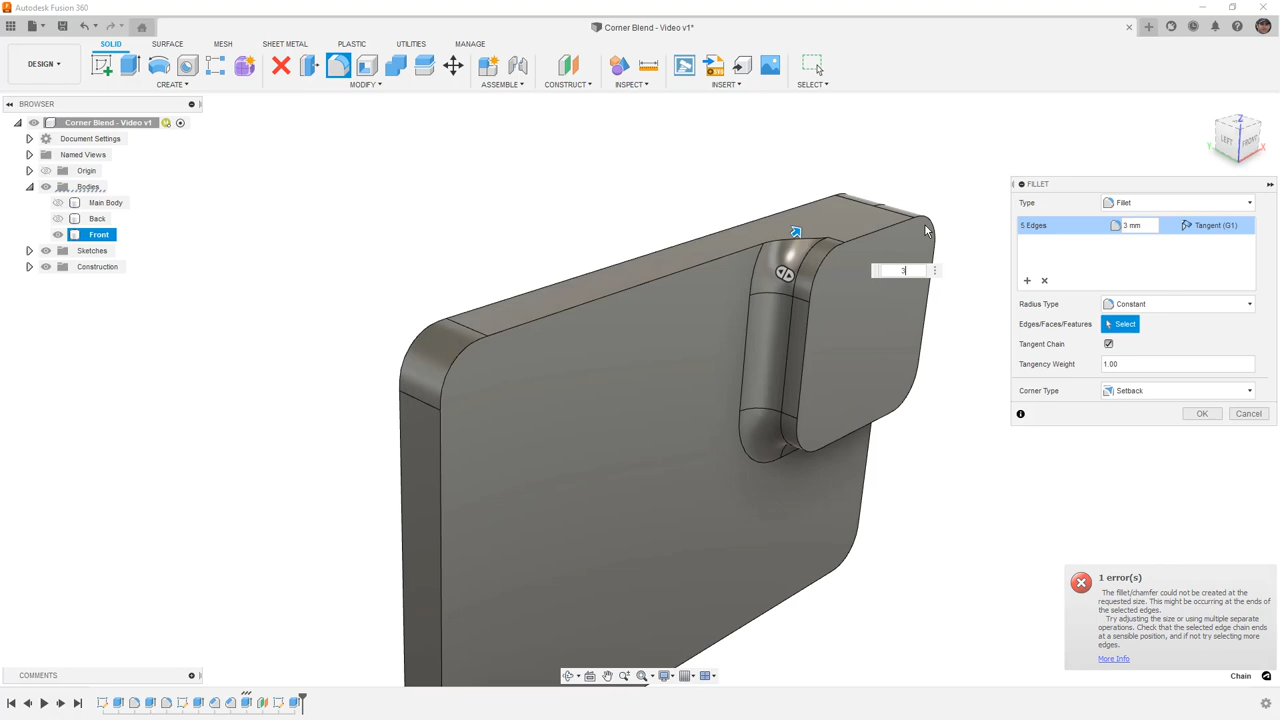 Autodesk Fusion 360
Corner Blend - Video v1*
SOLID SURFACE MESH SHEET METAL PLASTIC UTILITIES MANAGE
DESIGN
CREATE MODIFY ASSEMBLE CONSTRUCT INSPECT INSERT SELECT
BROWSER
Corner Blend - Video v1
Document Settings
Named Views
Origin
Bodies
Main Body
Back
Front
Sketches
Construction
Z
LEFT FRONT
Y X
FILLET
Type Fillet
5 Edges 3 mm Tangent (G1)
3
Radius Type Constant
Edges/Faces/Features Select
Tangent Chain
Tangency Weight 1.00
Corner Type Setback
OK Cancel
1 error(s)
The fillet/chamfer could not be created at the
requested size. This might be occurring at the ends of
the selected edges.
Try adjusting the size or using multiple separate
operations. Check that the selected edge chain ends
at a sensible position, and if not try selecting more
edges.
More Info
COMMENTS
Chain